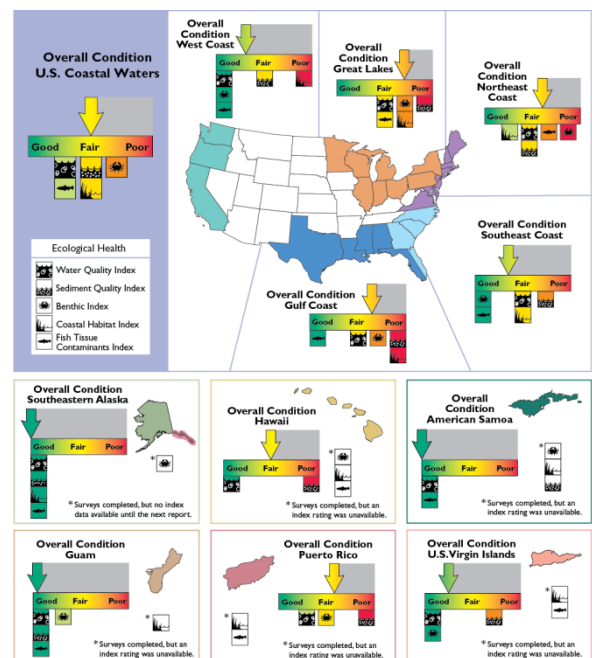 Overall Condition
U.S. Coastal Waters
Good Fair Poor
Ecological Health
Water Quality Index
Sediment Quality Index
Benthic Index
Coastal Habitat Index
Fish Tissue
Contaminants Index
Overall
Condition
West Coast
Good Fair Poor
Overall
Condition
Great Lakes
Good Fair Poor
Overall
Condition
Northeast
Coast
Good Fair Poor
Overall
Condition
Southeast Coast
Good Fair Poor
Overall Condition
Gulf Coast
Good Fair Poor
Overall Condition
Southeastern Alaska
Good Fair Poor
*
* Surveys completed, but no index
data available until the next report.
Overall Condition
Hawaii
Good Fair Poor
*
* Surveys completed, but an
index rating was unavailable.
Overall
Condition
American Samoa
Good Fair Poor
*
* Surveys completed, but an
index rating was unavailable.
Overall Condition
Guam
Good Fair Poor
*
* Surveys completed, but an
index rating was unavailable.
Overall Condition
Puerto Rico
Good Fair Poor
*
* Surveys completed, but an
index rating was unavailable.
Overall Condition
U.S. Virgin Islands
Good Fair Poor
*
* Surveys completed, but an
index rating was unavailable.